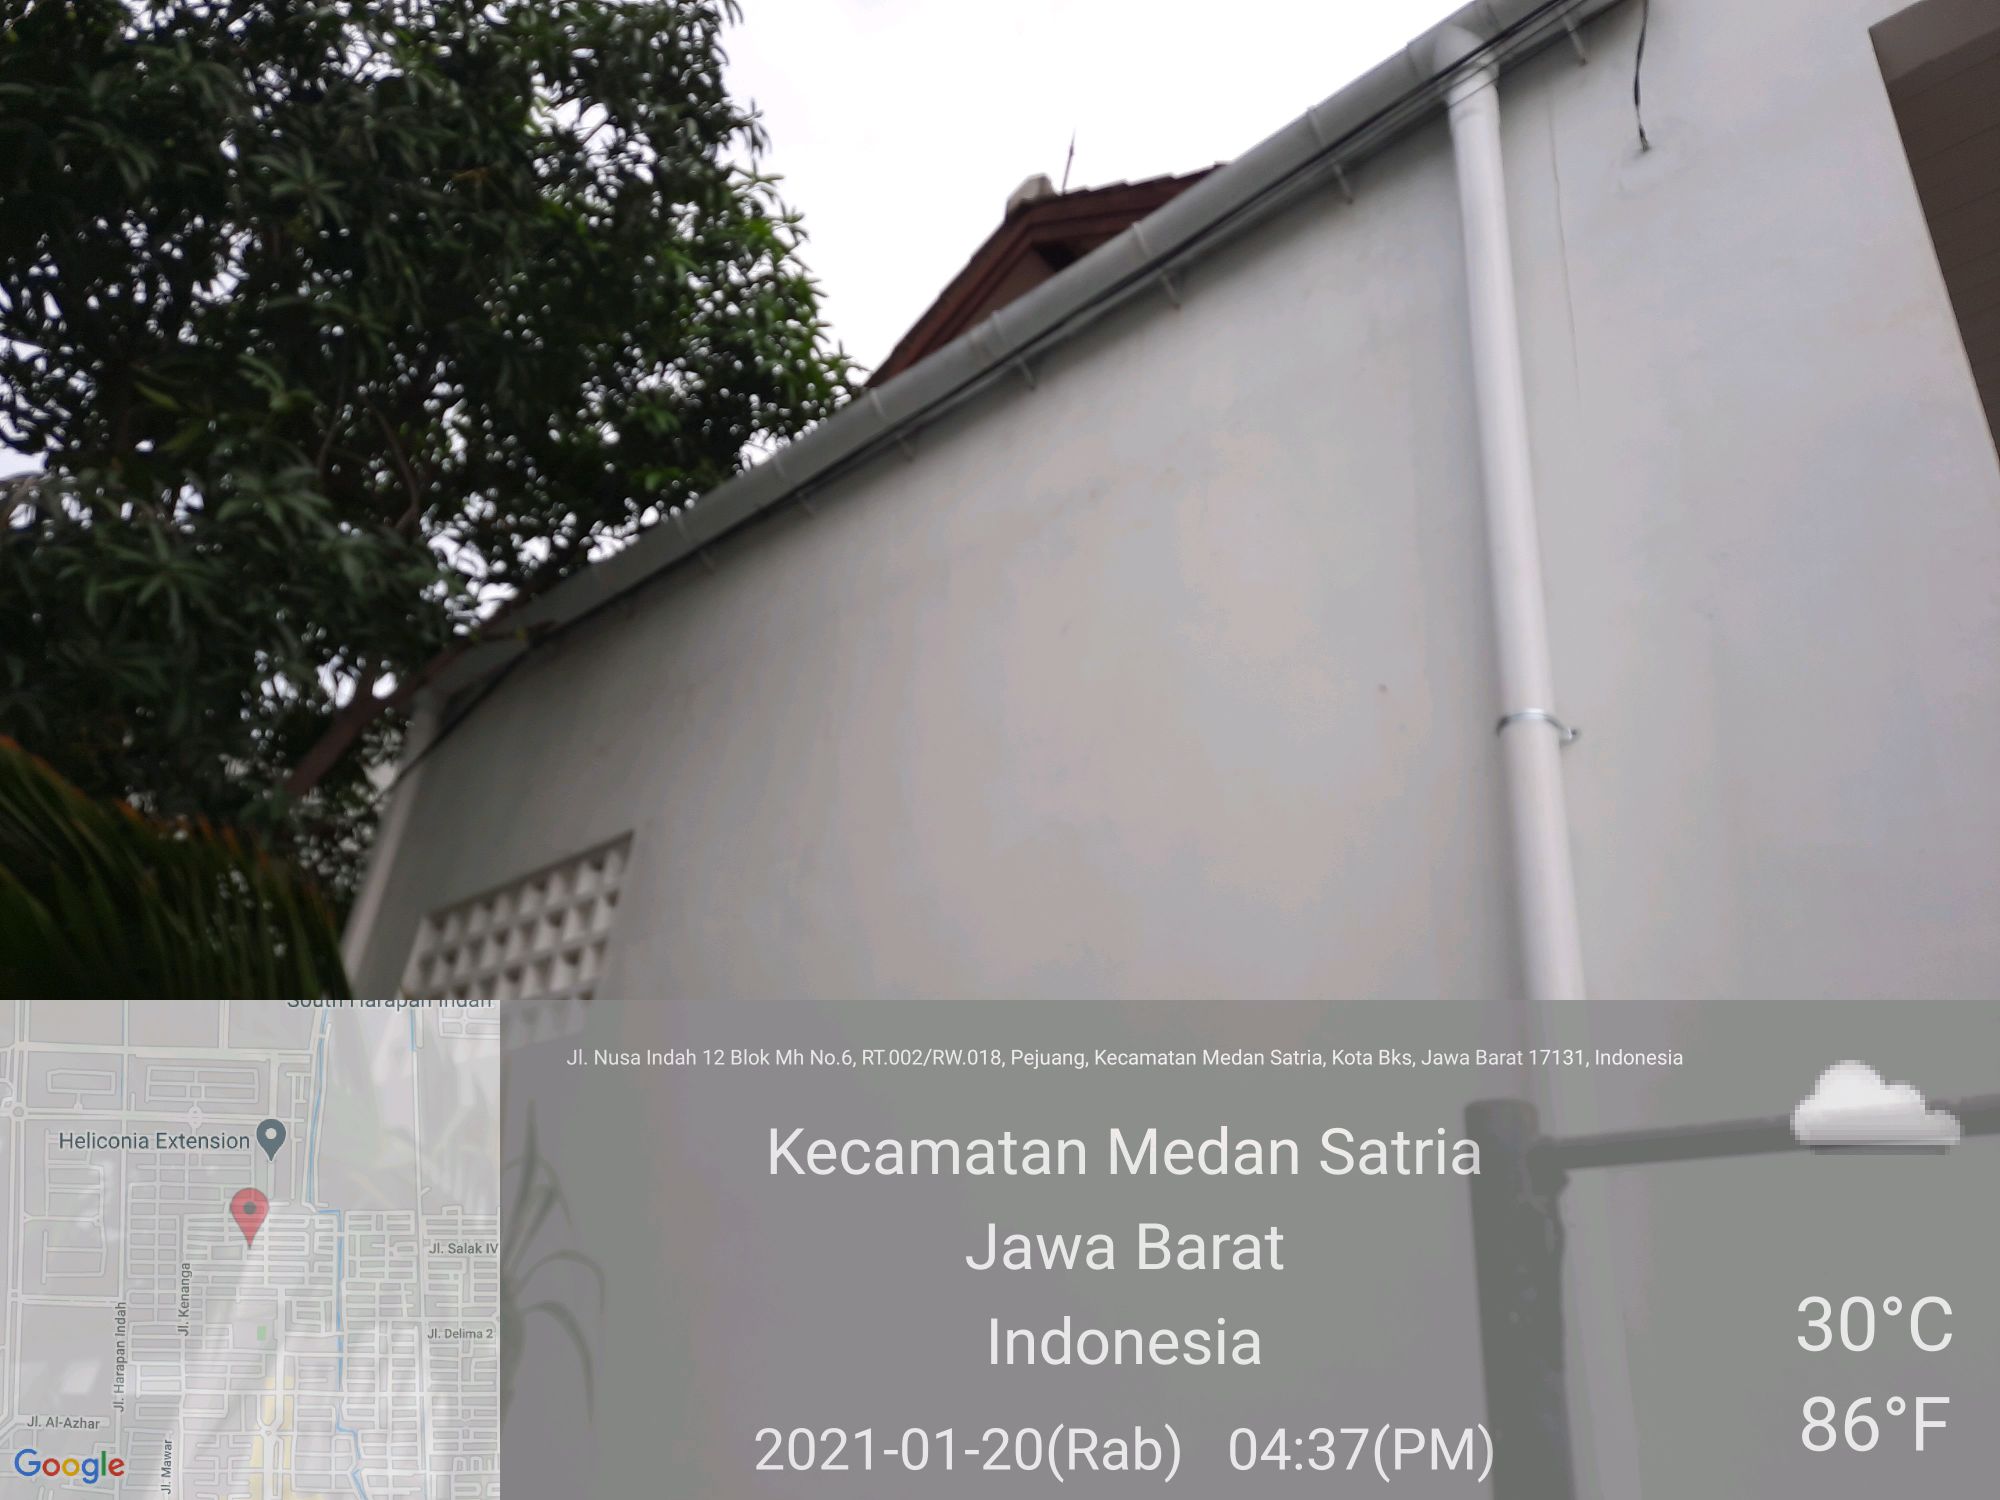 South Harapan Indah
Heliconia Extension
Jl. Salak IV
Jl. Kenanga
Jl. Harapan Indah
Jl. Delima 2
Jl. Al-Azhar
Jl. Mawar
Google
Jl. Nusa Indah 12 Blok Mh No.6, RT.002/RW.018, Pejuang, Kecamatan Medan Satria, Kota Bks, Jawa Barat 17131, Indonesia
Kecamatan Medan Satria
Jawa Barat
Indonesia
2021-01-20(Rab) 04:37(PM)
30°C
86°F